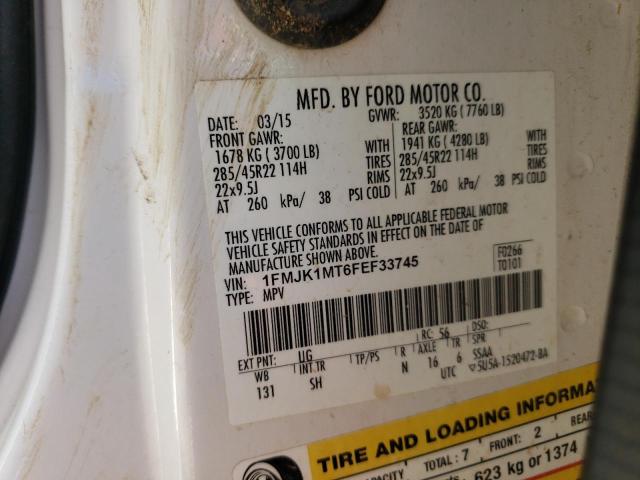 MFD. BY FORD MOTOR CO.
DATE: 03/15 GVWR: 3520 KG (7760 LB)
FRONT GAWR: REAR GAWR:
1678 KG (3700 LB) WITH 1941 KG (4280 LB) WITH
285/45R22 114H TIRES 285/45R22 114H TIRES
22x9.5J RIMS 22x9.5J RIMS
AT 260 kPa/ 38 PSI COLD AT 260 kPa/ 38 PSI COLD
THIS VEHICLE CONFORMS TO ALL APPLICABLE FEDERAL MOTOR
VEHICLE SAFETY STANDARDS IN EFFECT ON THE DATE OF
MANUFACTURE SHOWN ABOVE.
VIN: 1FMJK1MT6FEF33745 F0266
TYPE: MPV T0101
EXT PNT: UG RC: 56 DSO:
WB INT TR TP/PS R AXLE TR SPR
131 SH N 16 6 SSAA
UTC 5U5A-1520472-BA
TIRE AND LOADING INFORMA
TOTAL: 7 FRONT: 2 REAR
623 kg or 1374